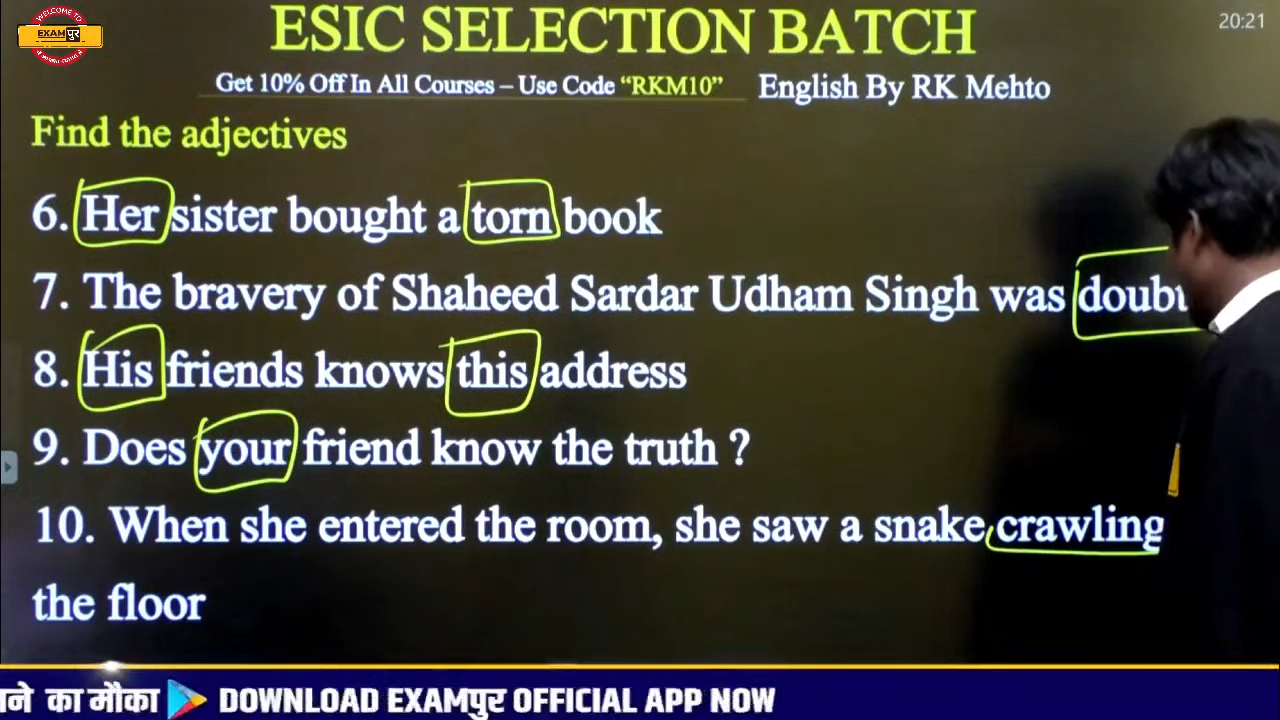 WELCOME TO
EXAMपुर
20:21
ESIC SELECTION BATCH
Get 10% Off In All Courses – Use Code “RKM10” English By RK Mehto
Find the adjectives
6. Her sister bought a torn book
7. The bravery of Shaheed Sardar Udham Singh was
8. His friends knows this address
9. Does your friend know the truth ?
10. When she entered the room, she saw a snake crawling
the floor
का मौका DOWNLOAD EXAMपुर OFFICIAL APP NOW